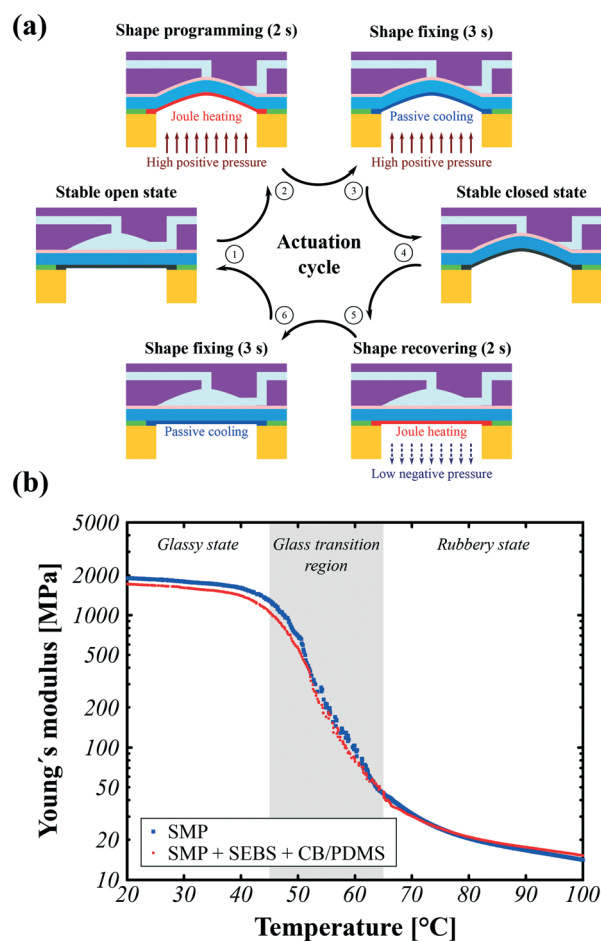 (a)
Shape programming (2 s)
Shape fixing (3 s)
Joule heating
Passive cooling
High positive pressure
High positive pressure
Stable open state
Stable closed state
2
3
1
Actuation
cycle
4
6
5
Shape fixing (3 s)
Shape recovering (2 s)
Passive cooling
Joule heating
Low negative pressure
(b)
5000
2000
1000
500
200
100
50
20
10
Young´s modulus [MPa]
Glassy state
Glass transition
region
Rubbery state
SMP
SMP + SEBS + CB/PDMS
20 30 40 50 60 70 80 90 100
Temperature [°C]